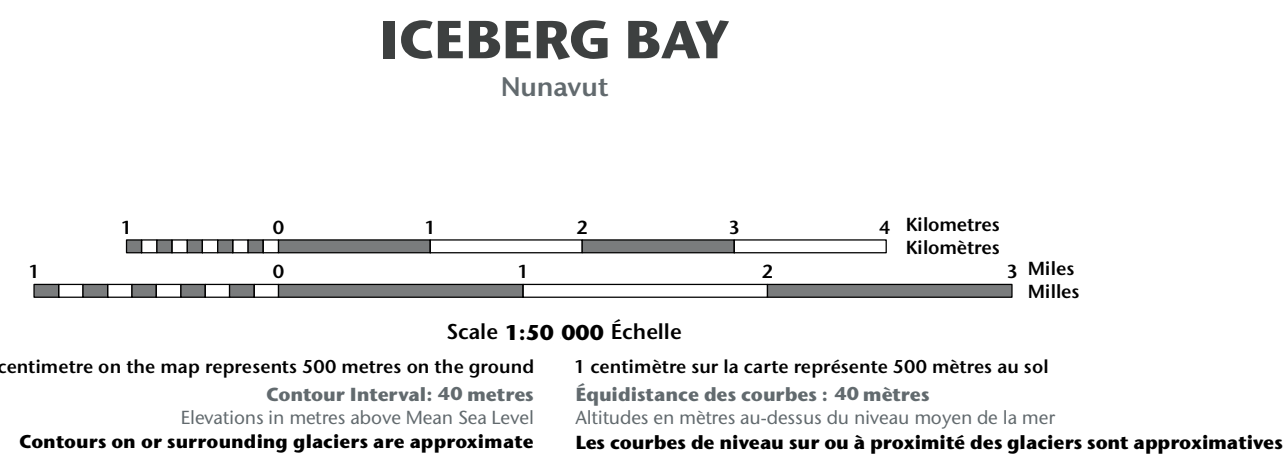 ICEBERG BAY
Nunavut
1 0 1 2 3 4 Kilometres
Kilomètres
1 0 1 2 3 Miles
Milles
Scale 1:50 000 Échelle
centimetre on the map represents 500 metres on the ground
1 centimètre sur la carte représente 500 mètres au sol
Contour Interval: 40 metres
Équidistance des courbes : 40 mètres
Elevations in metres above Mean Sea Level
Altitudes en mètres au-dessus du niveau moyen de la mer
Contours on or surrounding glaciers are approximate
Les courbes de niveau sur ou à proximité des glaciers sont approximatives